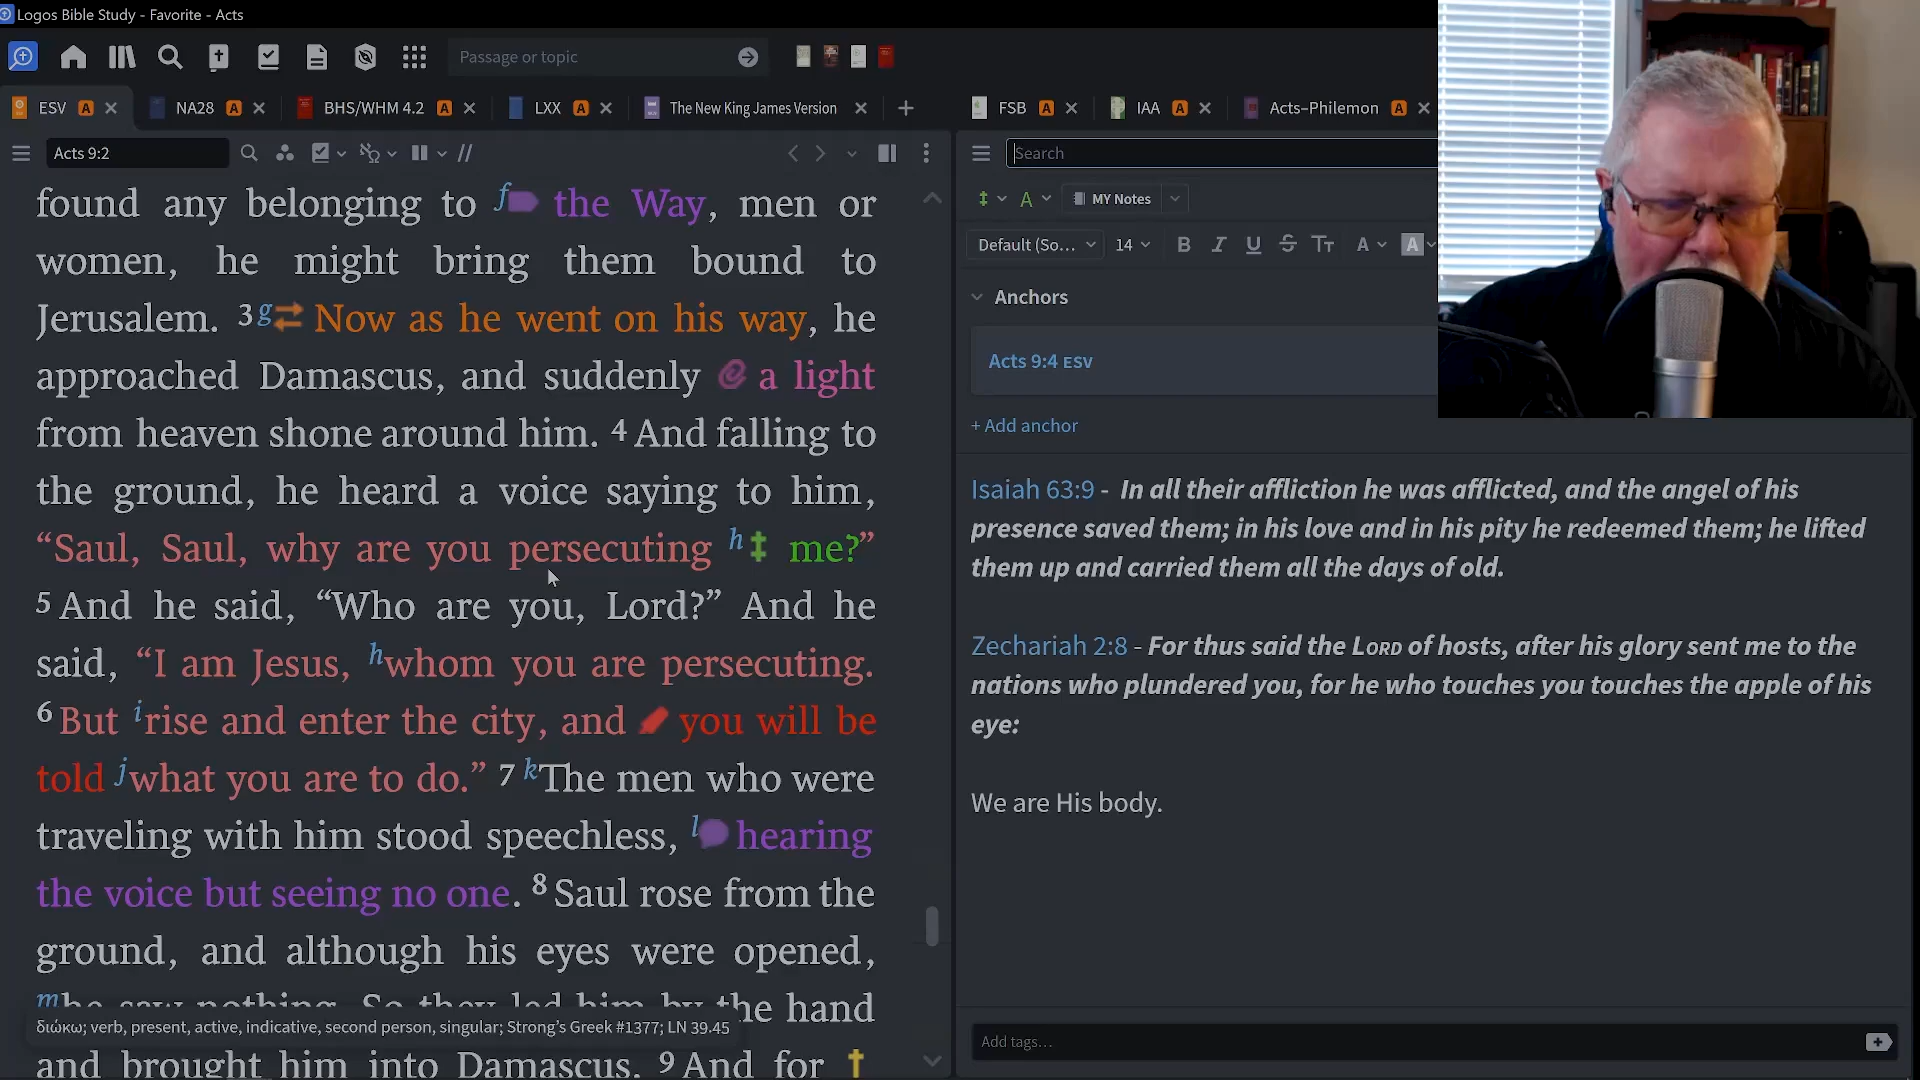 Logos Bible Study - Favorite - Acts
Passage or topic
ESV A NA28 A BHS/WHM 4.2 A LXX A The New King James Version
FSB A IAA A Acts–Philemon A
Acts 9:2
Search
A MY Notes
Default (So... 14 B I U S TT A A
Anchors
Acts 9:4 ESV
+ Add anchor
found any belonging to f the Way, men or
women, he might bring them bound to
Jerusalem. 3 g Now as he went on his way, he
approached Damascus, and suddenly a light
from heaven shone around him. 4 And falling to
the ground, he heard a voice saying to him,
“Saul, Saul, why are you persecuting h ‡ me?”
5 And he said, “Who are you, Lord?” And he
said, “I am Jesus, h whom you are persecuting.
6 But i rise and enter the city, and you will be
told j what you are to do.” 7 k The men who were
traveling with him stood speechless, l hearing
the voice but seeing no one. 8 Saul rose from the
ground, and although his eyes were opened,
m he saw nothing. So they led him by the hand
διώκω; verb, present, active, indicative, second person, singular; Strong’s Greek #1377; LN 39.45
and brought him into Damascus. 9 And for †
Isaiah 63:9 - In all their affliction he was afflicted, and the angel of his
presence saved them; in his love and in his pity he redeemed them; he lifted
them up and carried them all the days of old.
Zechariah 2:8 - For thus said the LORD of hosts, after his glory sent me to the
nations who plundered you, for he who touches you touches the apple of his
eye:
We are His body.
Add tags...